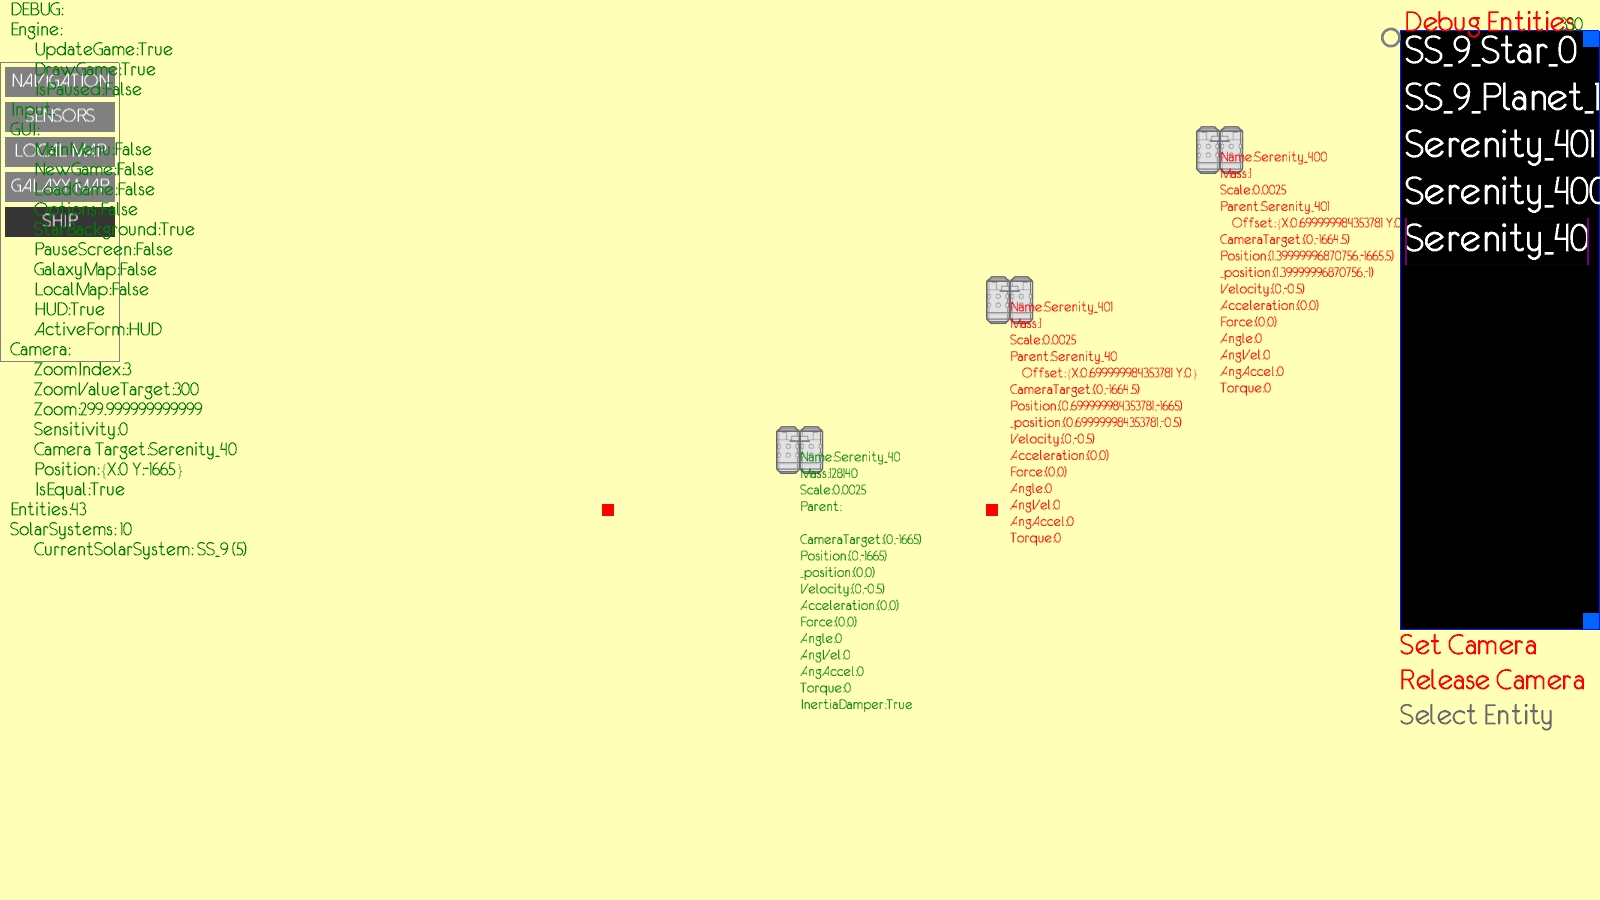 DEBUG:
Engine:
UpdateGame:True
DrawGame:True
IsPaused:False
Input
GUI:
MainMenu:False
NewGame:False
LoadGame:False
Options:False
StarBackground:True
PauseScreen:False
GalaxyMap:False
LocalMap:False
HUD:True
ActiveForm:HUD
Camera:
ZoomIndex:3
ZoomValueTarget:300
Zoom:299.999999999999
Sensitivity:0
Camera Target:Serenity_40
Position:{X:0 Y:-1665}
IsEqual:True
Entities:43
SolarSystems: 10
CurrentSolarSystem: SS_9 (5)
NAVIGATION
SENSORS
LOCAL MAP
GALAXY MAP
SHIP
Name:Serenity_40
Mass:128140
Scale:0.0025
Parent:
CameraTarget:(0,-1665)
Position:(0,-1665)
_position:(0,0)
Velocity:(0,-0.5)
Acceleration:(0,0)
Force:(0,0)
Angle:0
AngVel:0
AngAccel:0
Torque:0
InertiaDamper:True
Name:Serenity_401
Mass:1
Scale:0.0025
Parent:Serenity_40
Offset: {X:0.699999984353781 Y:0}
CameraTarget:(0,-1664.5)
Position:(0.699999984353781,-1665)
_position:(0.699999984353781,-0.5)
Velocity:(0,-0.5)
Acceleration:(0,0)
Force:(0,0)
Angle:0
AngVel:0
AngAccel:0
Torque:0
Name:Serenity_400
Mass:1
Scale:0.0025
Parent:Serenity_401
Offset: {X:0.699999984353781 Y:0
CameraTarget:(0,-1664.5)
Position:(1.39999996870756,-1665.5)
_position:(1.39999996870756,-1)
Velocity:(0,-0.5)
Acceleration:(0,0)
Force:(0,0)
Angle:0
AngVel:0
AngAccel:0
Torque:0
Debug Entities
SS_9_Star_0
SS_9_Planet_1
Serenity_401
Serenity_400
Serenity_40
Set Camera
Release Camera
Select Entity